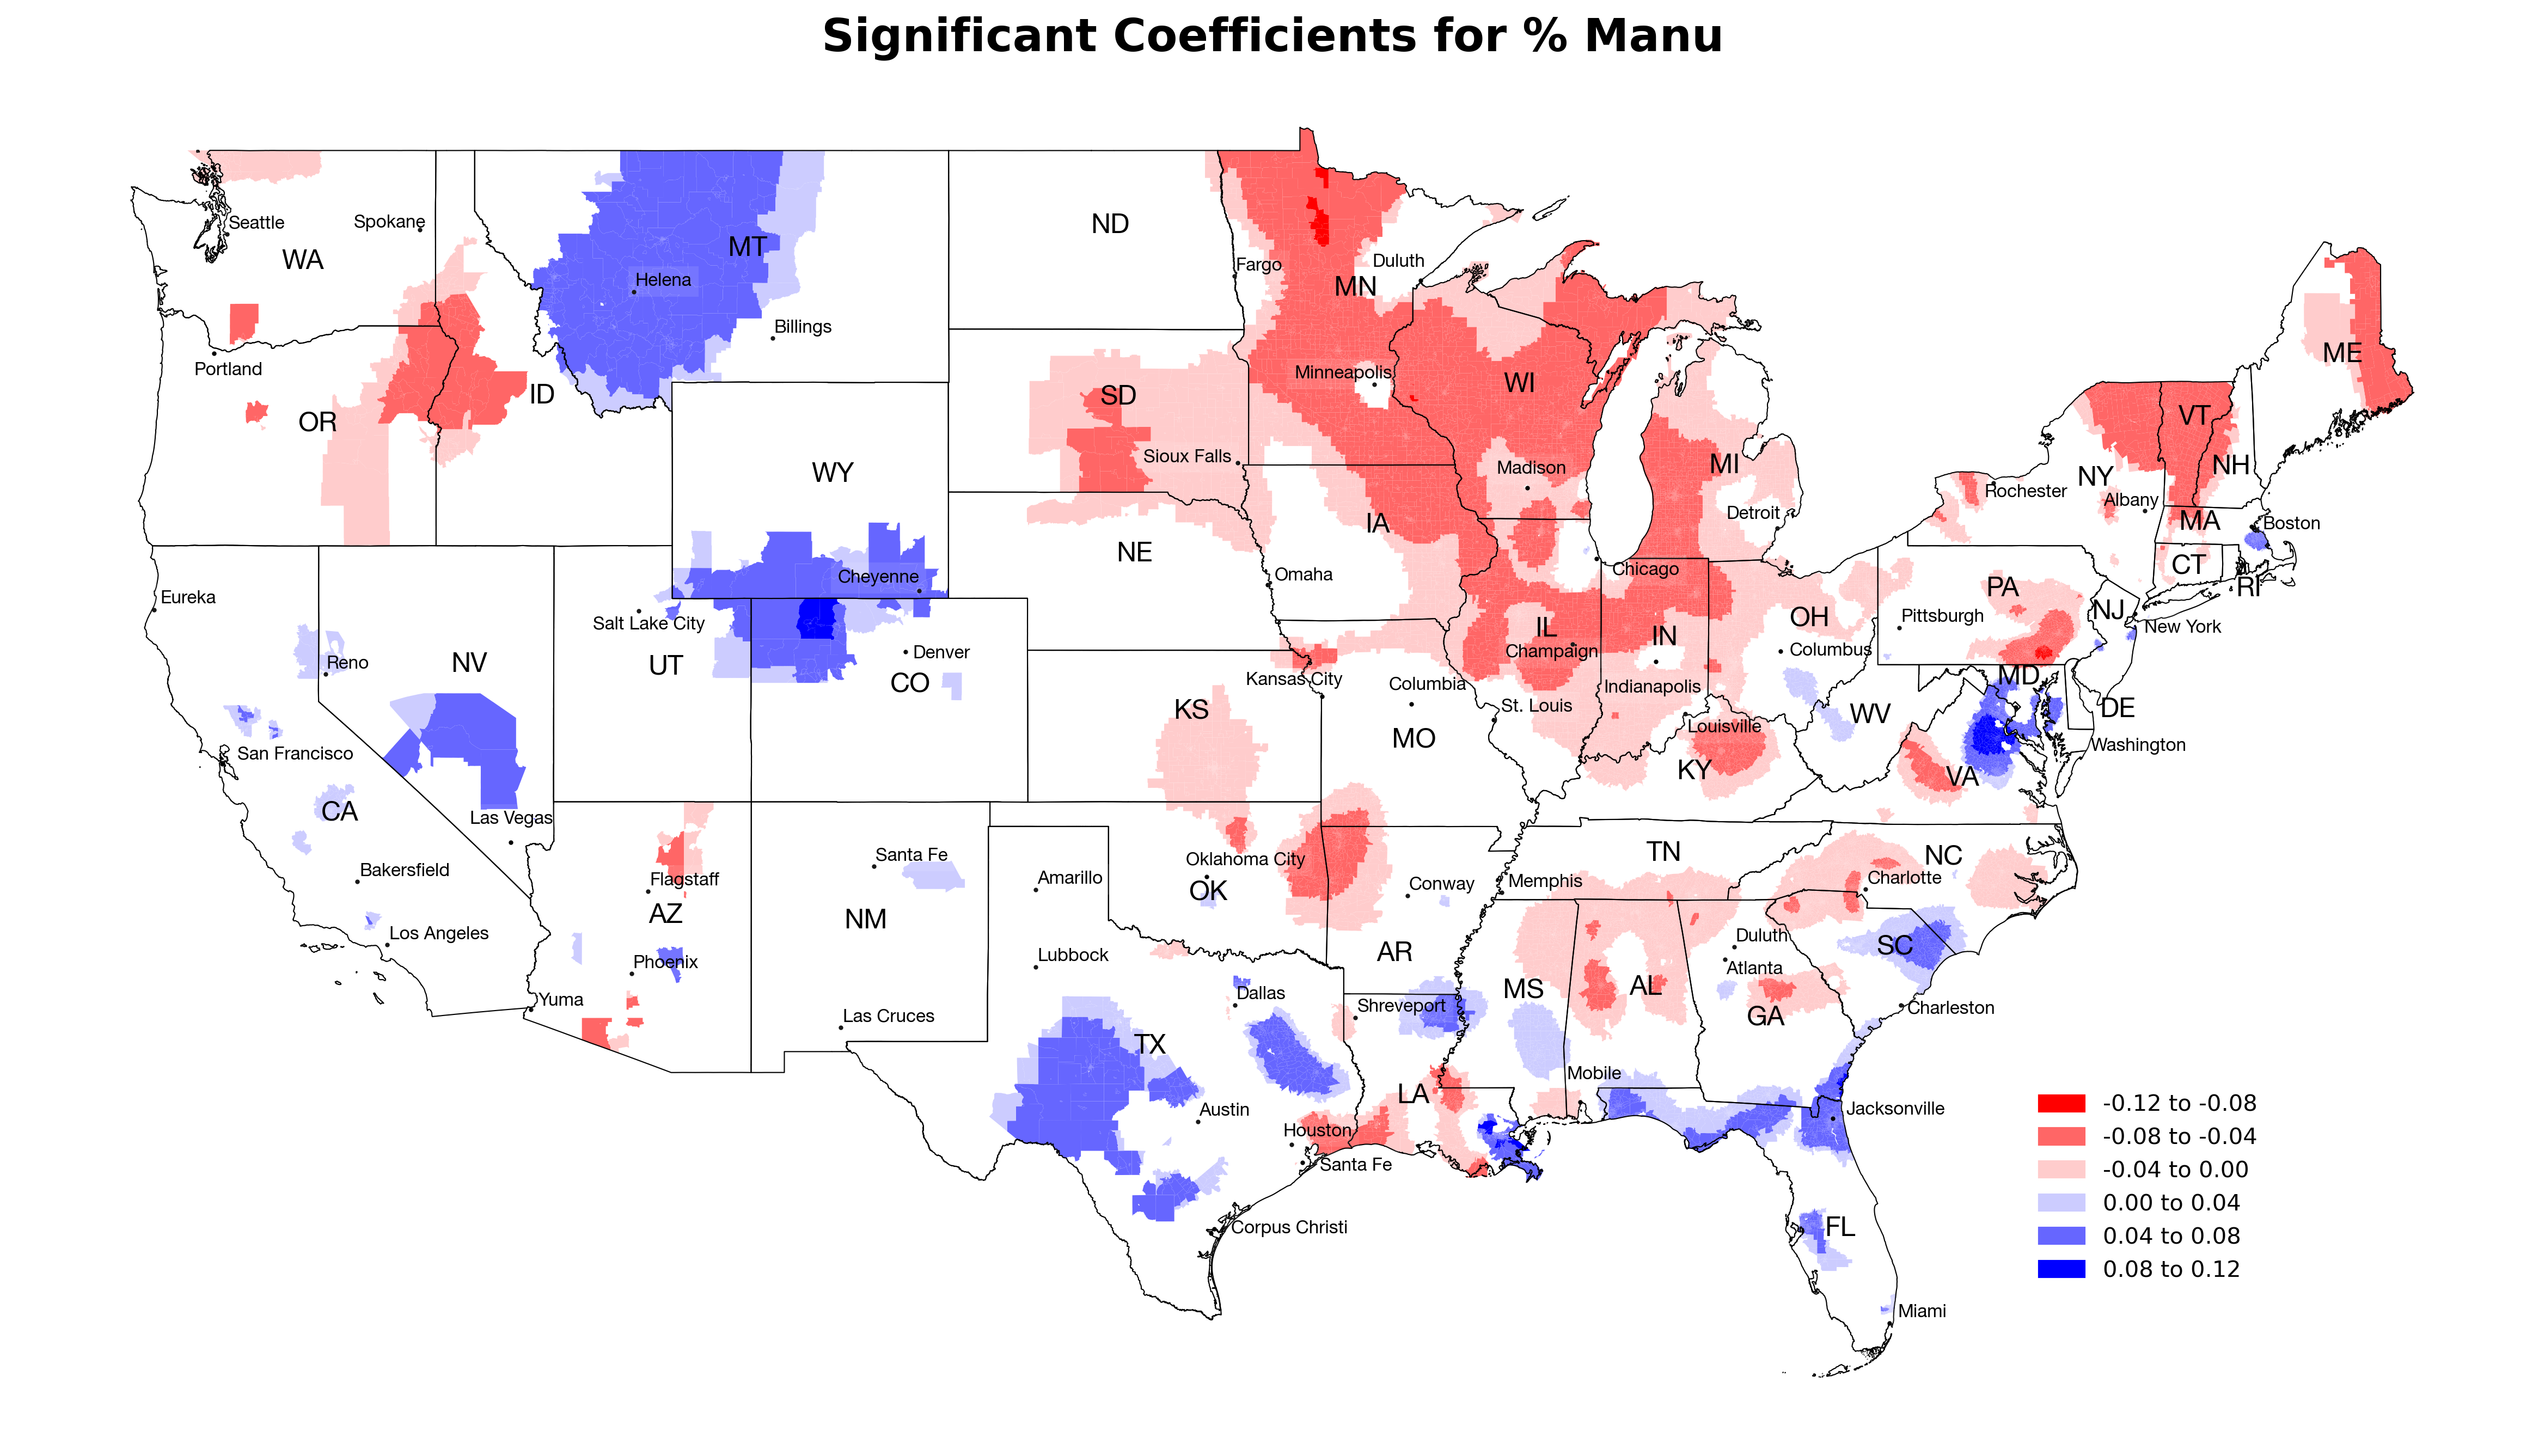 Significant Coefficients for % Manu
Seattle
Spokane
WA
MT
ND
Helena
Fargo
Duluth
MN
Billings
Portland
OR
ID
SD
Minneapolis
WI
ME
VT
WY
Sioux Falls
Madison
MI
NH
NY
Rochester
Albany
Detroit
MA
Boston
IA
NE
CT
RI
Cheyenne
Omaha
Chicago
PA
Eureka
Salt Lake City
IL
IN
OH
Pittsburgh
NJ
New York
Champaign
Columbus
Reno
NV
UT
Denver
CO
Kansas City
Columbia
Indianapolis
MD
DE
KS
St. Louis
WV
Louisville
MO
Washington
San Francisco
KY
VA
CA
Las Vegas
TN
NC
Santa Fe
Oklahoma City
Bakersfield
Flagstaff
Amarillo
OK
Conway
Memphis
Charlotte
AZ
NM
Los Angeles
Duluth
SC
Lubbock
AR
Phoenix
Atlanta
Dallas
MS
AL
Yuma
Shreveport
Charleston
GA
Las Cruces
TX
Mobile
LA
Austin
Jacksonville
Houston
Santa Fe
Corpus Christi
FL
Miami
-0.12 to -0.08
-0.08 to -0.04
-0.04 to 0.00
0.00 to 0.04
0.04 to 0.08
0.08 to 0.12